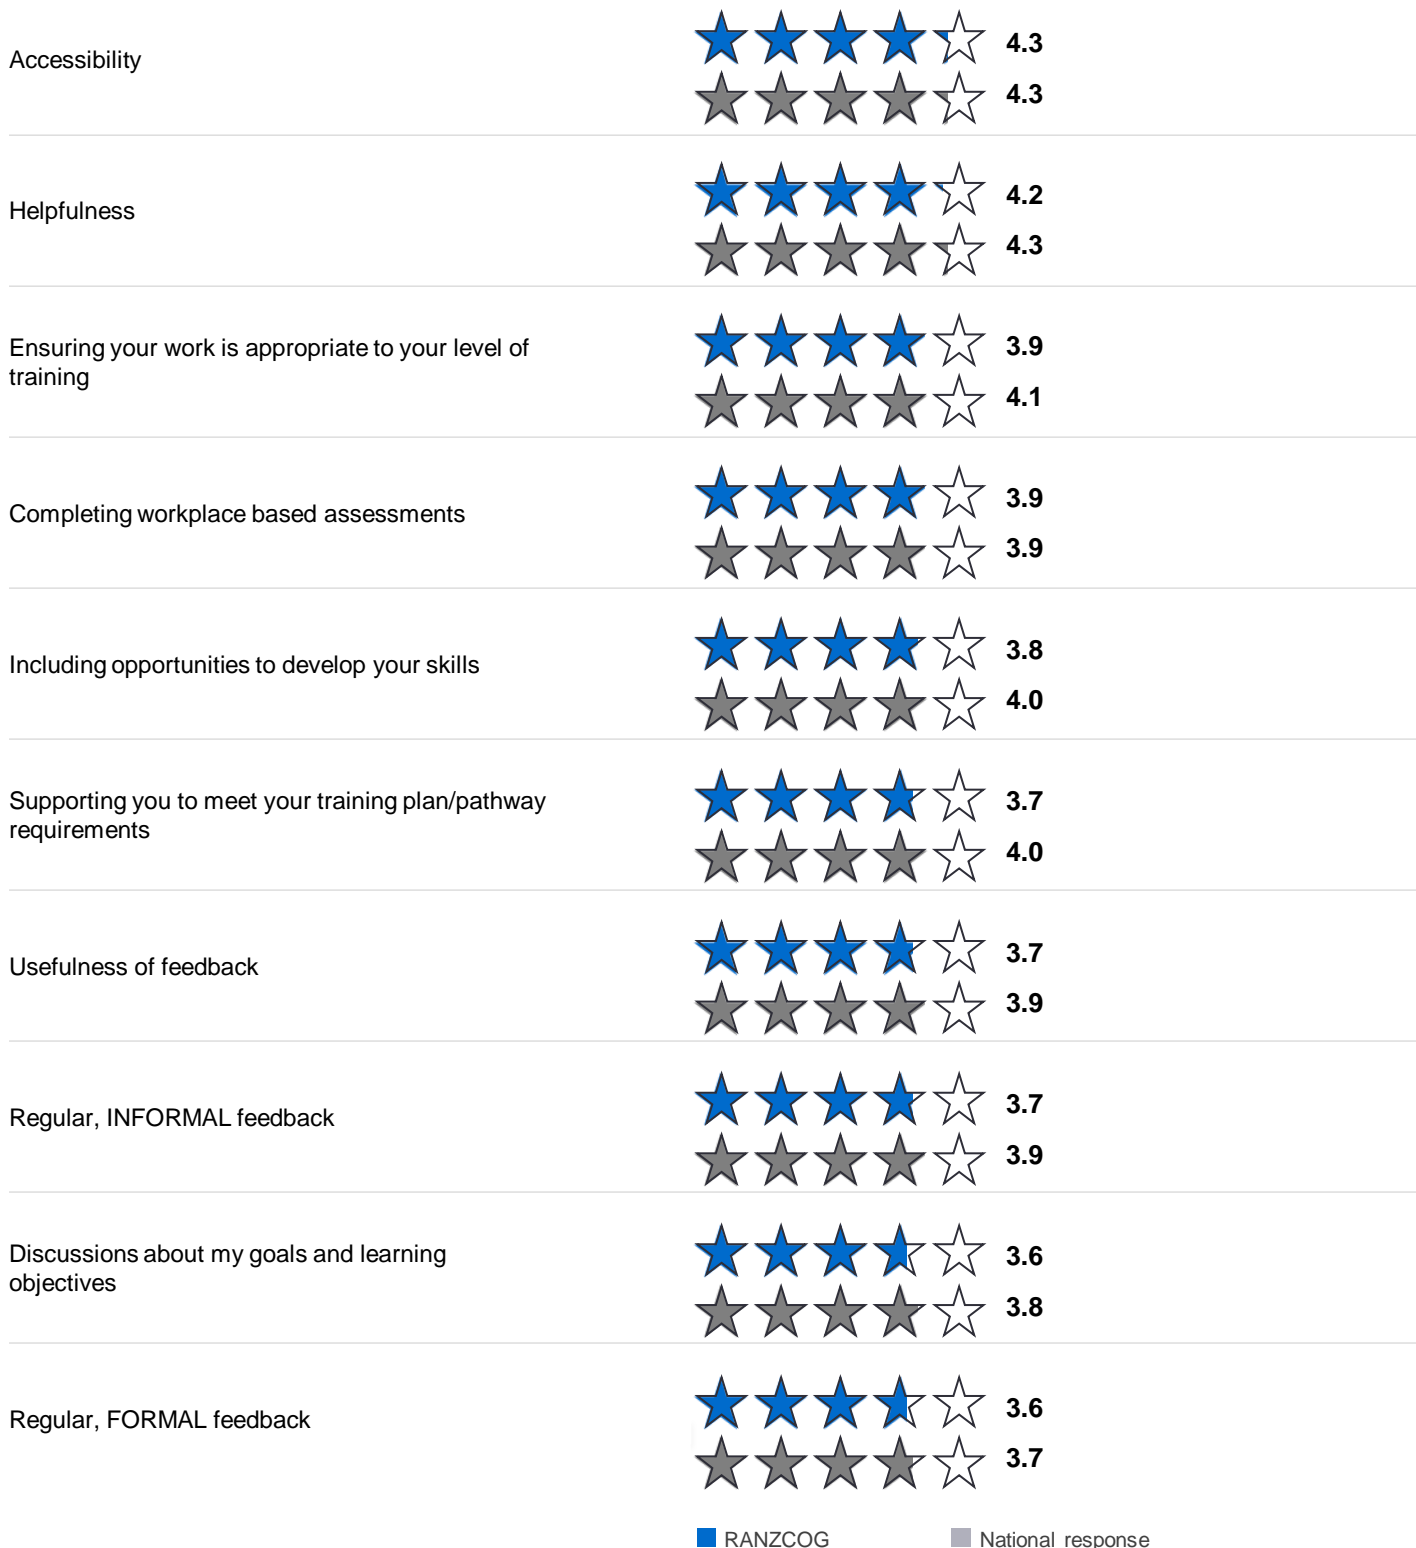 Accessibility
4.3
4.3
Helpfulness
4.2
4.3
Ensuring your work is appropriate to your level of
training
3.9
4.1
Completing workplace based assessments
3.9
3.9
Including opportunities to develop your skills
3.8
4.0
Supporting you to meet your training plan/pathway
requirements
3.7
4.0
Usefulness of feedback
3.7
3.9
Regular, INFORMAL feedback
3.7
3.9
Discussions about my goals and learning
objectives
3.6
3.8
Regular, FORMAL feedback
3.6
3.7
RANZCOG National response